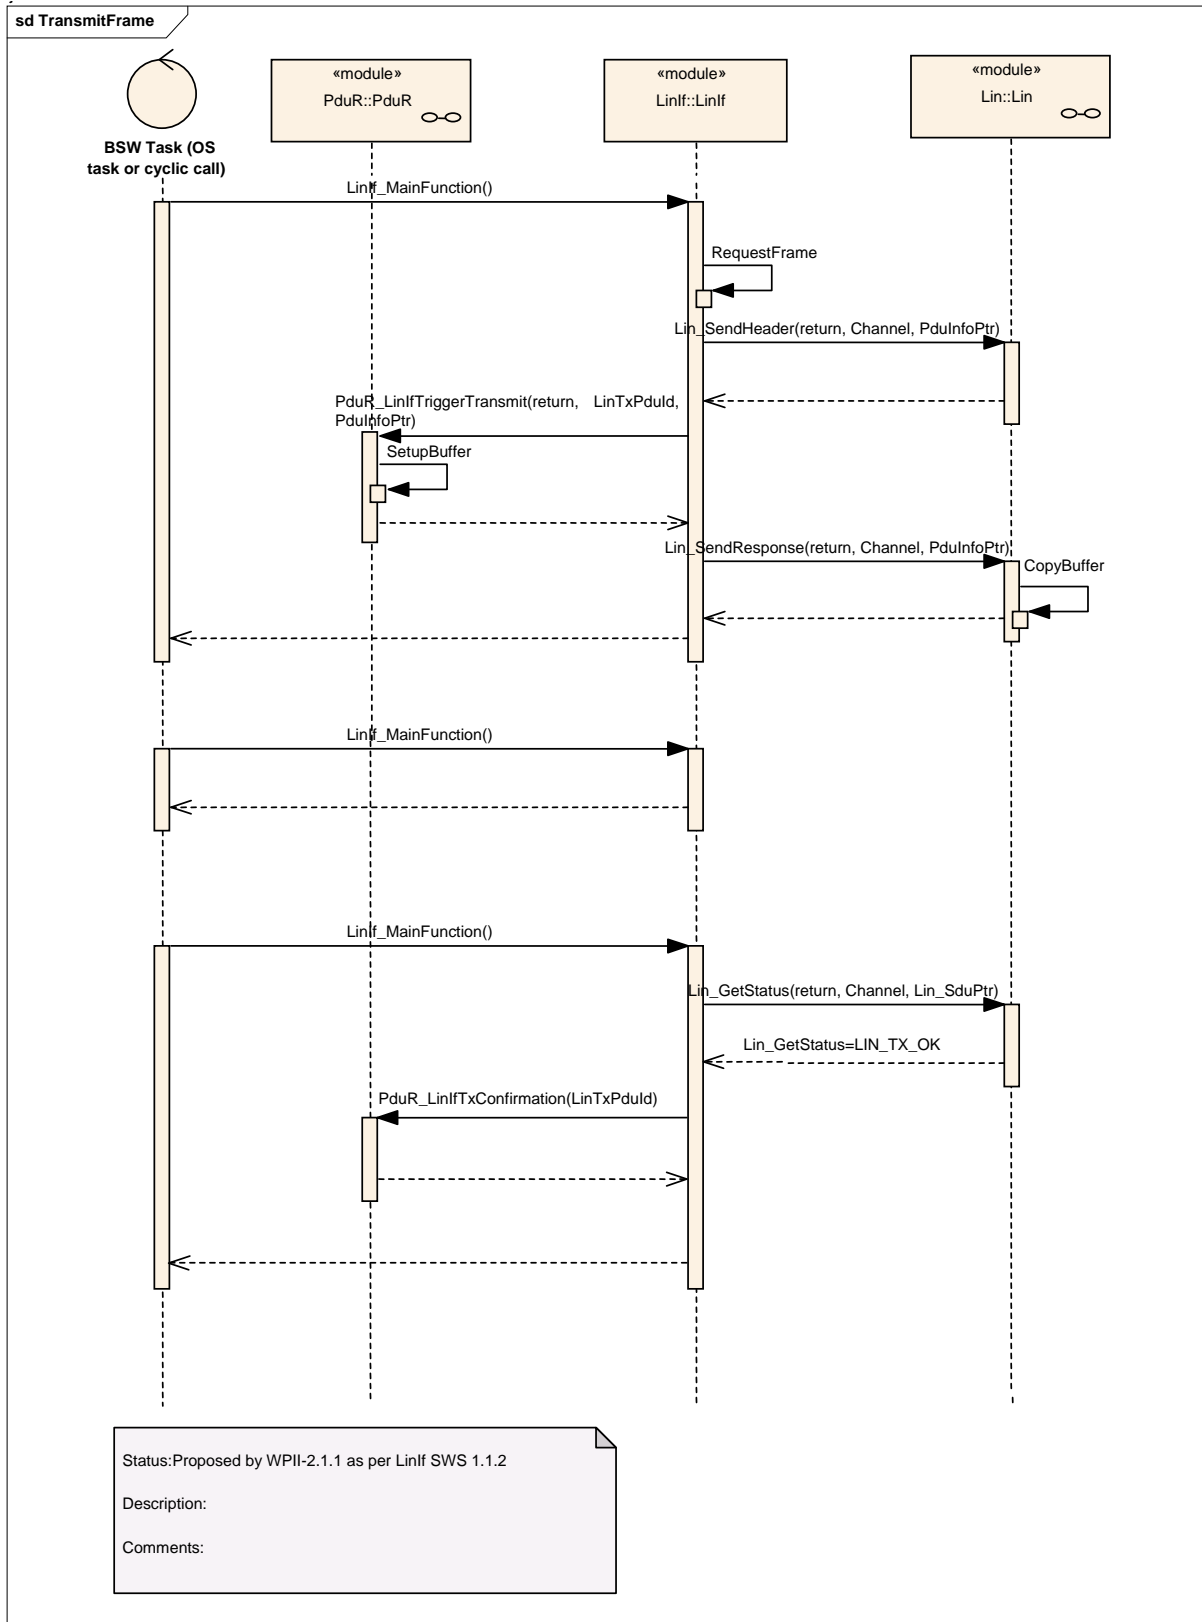 sd TransmitFrame
«module»
PduR::PduR
«module»
LinIf::LinIf
«module»
Lin::Lin
BSW Task (OS
task or cyclic call)
LinIf_MainFunction()
RequestFrame
Lin_SendHeader(return, Channel, PduInfoPtr)
PduR_LinIfTriggerTransmit(return, LinTxPduId,
PduInfoPtr)
SetupBuffer
Lin_SendResponse(return, Channel, PduInfoPtr)
CopyBuffer
LinIf_MainFunction()
LinIf_MainFunction()
Lin_GetStatus(return, Channel, Lin_SduPtr)
Lin_GetStatus=LIN_TX_OK
PduR_LinIfTxConfirmation(LinTxPduId)
Status:Proposed by WPII-2.1.1 as per LinIf SWS 1.1.2
Description:
Comments: